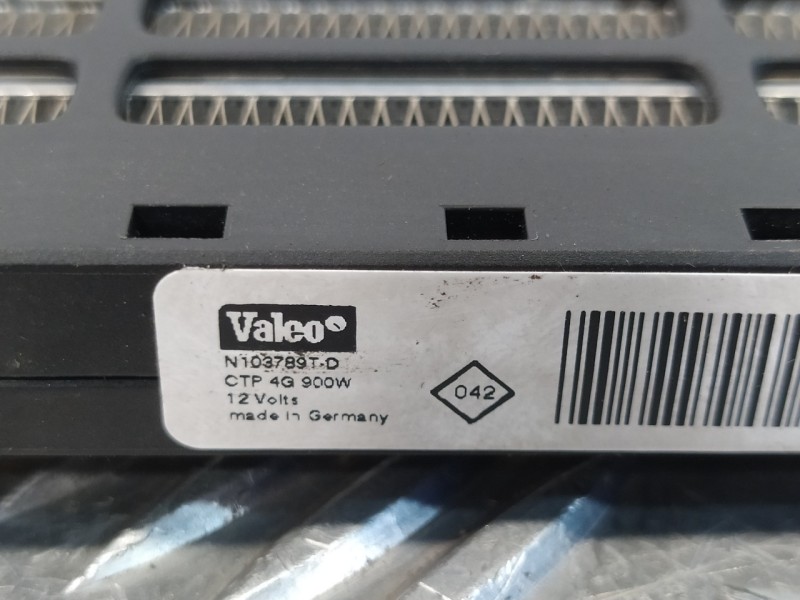 Valeo
N103789T-D
CTP 4G 900W
12 Volts
made in Germany
042